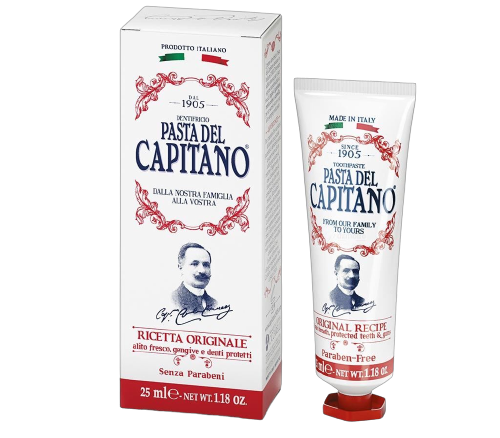 PRODOTTO ITALIANO
DAL
1905
DENTIFRICIO
PASTA DEL
CAPITANO®
DALLA NOSTRA FAMIGLIA
ALLA VOSTRA
RICETTA ORIGINALE
alito fresco, gengive e denti protetti
Senza Parabeni
25 ml e - NET WT. 1.18 oz.
MADE IN ITALY
SINCE
1905
TOOTHPASTE
PASTA DEL
CAPITANO®
FROM OUR FAMILY
TO YOURS
ORIGINAL RECIPE
breath, protected teeth & gums
Paraben-Free
ml e - NET WT. 1.18 oz.